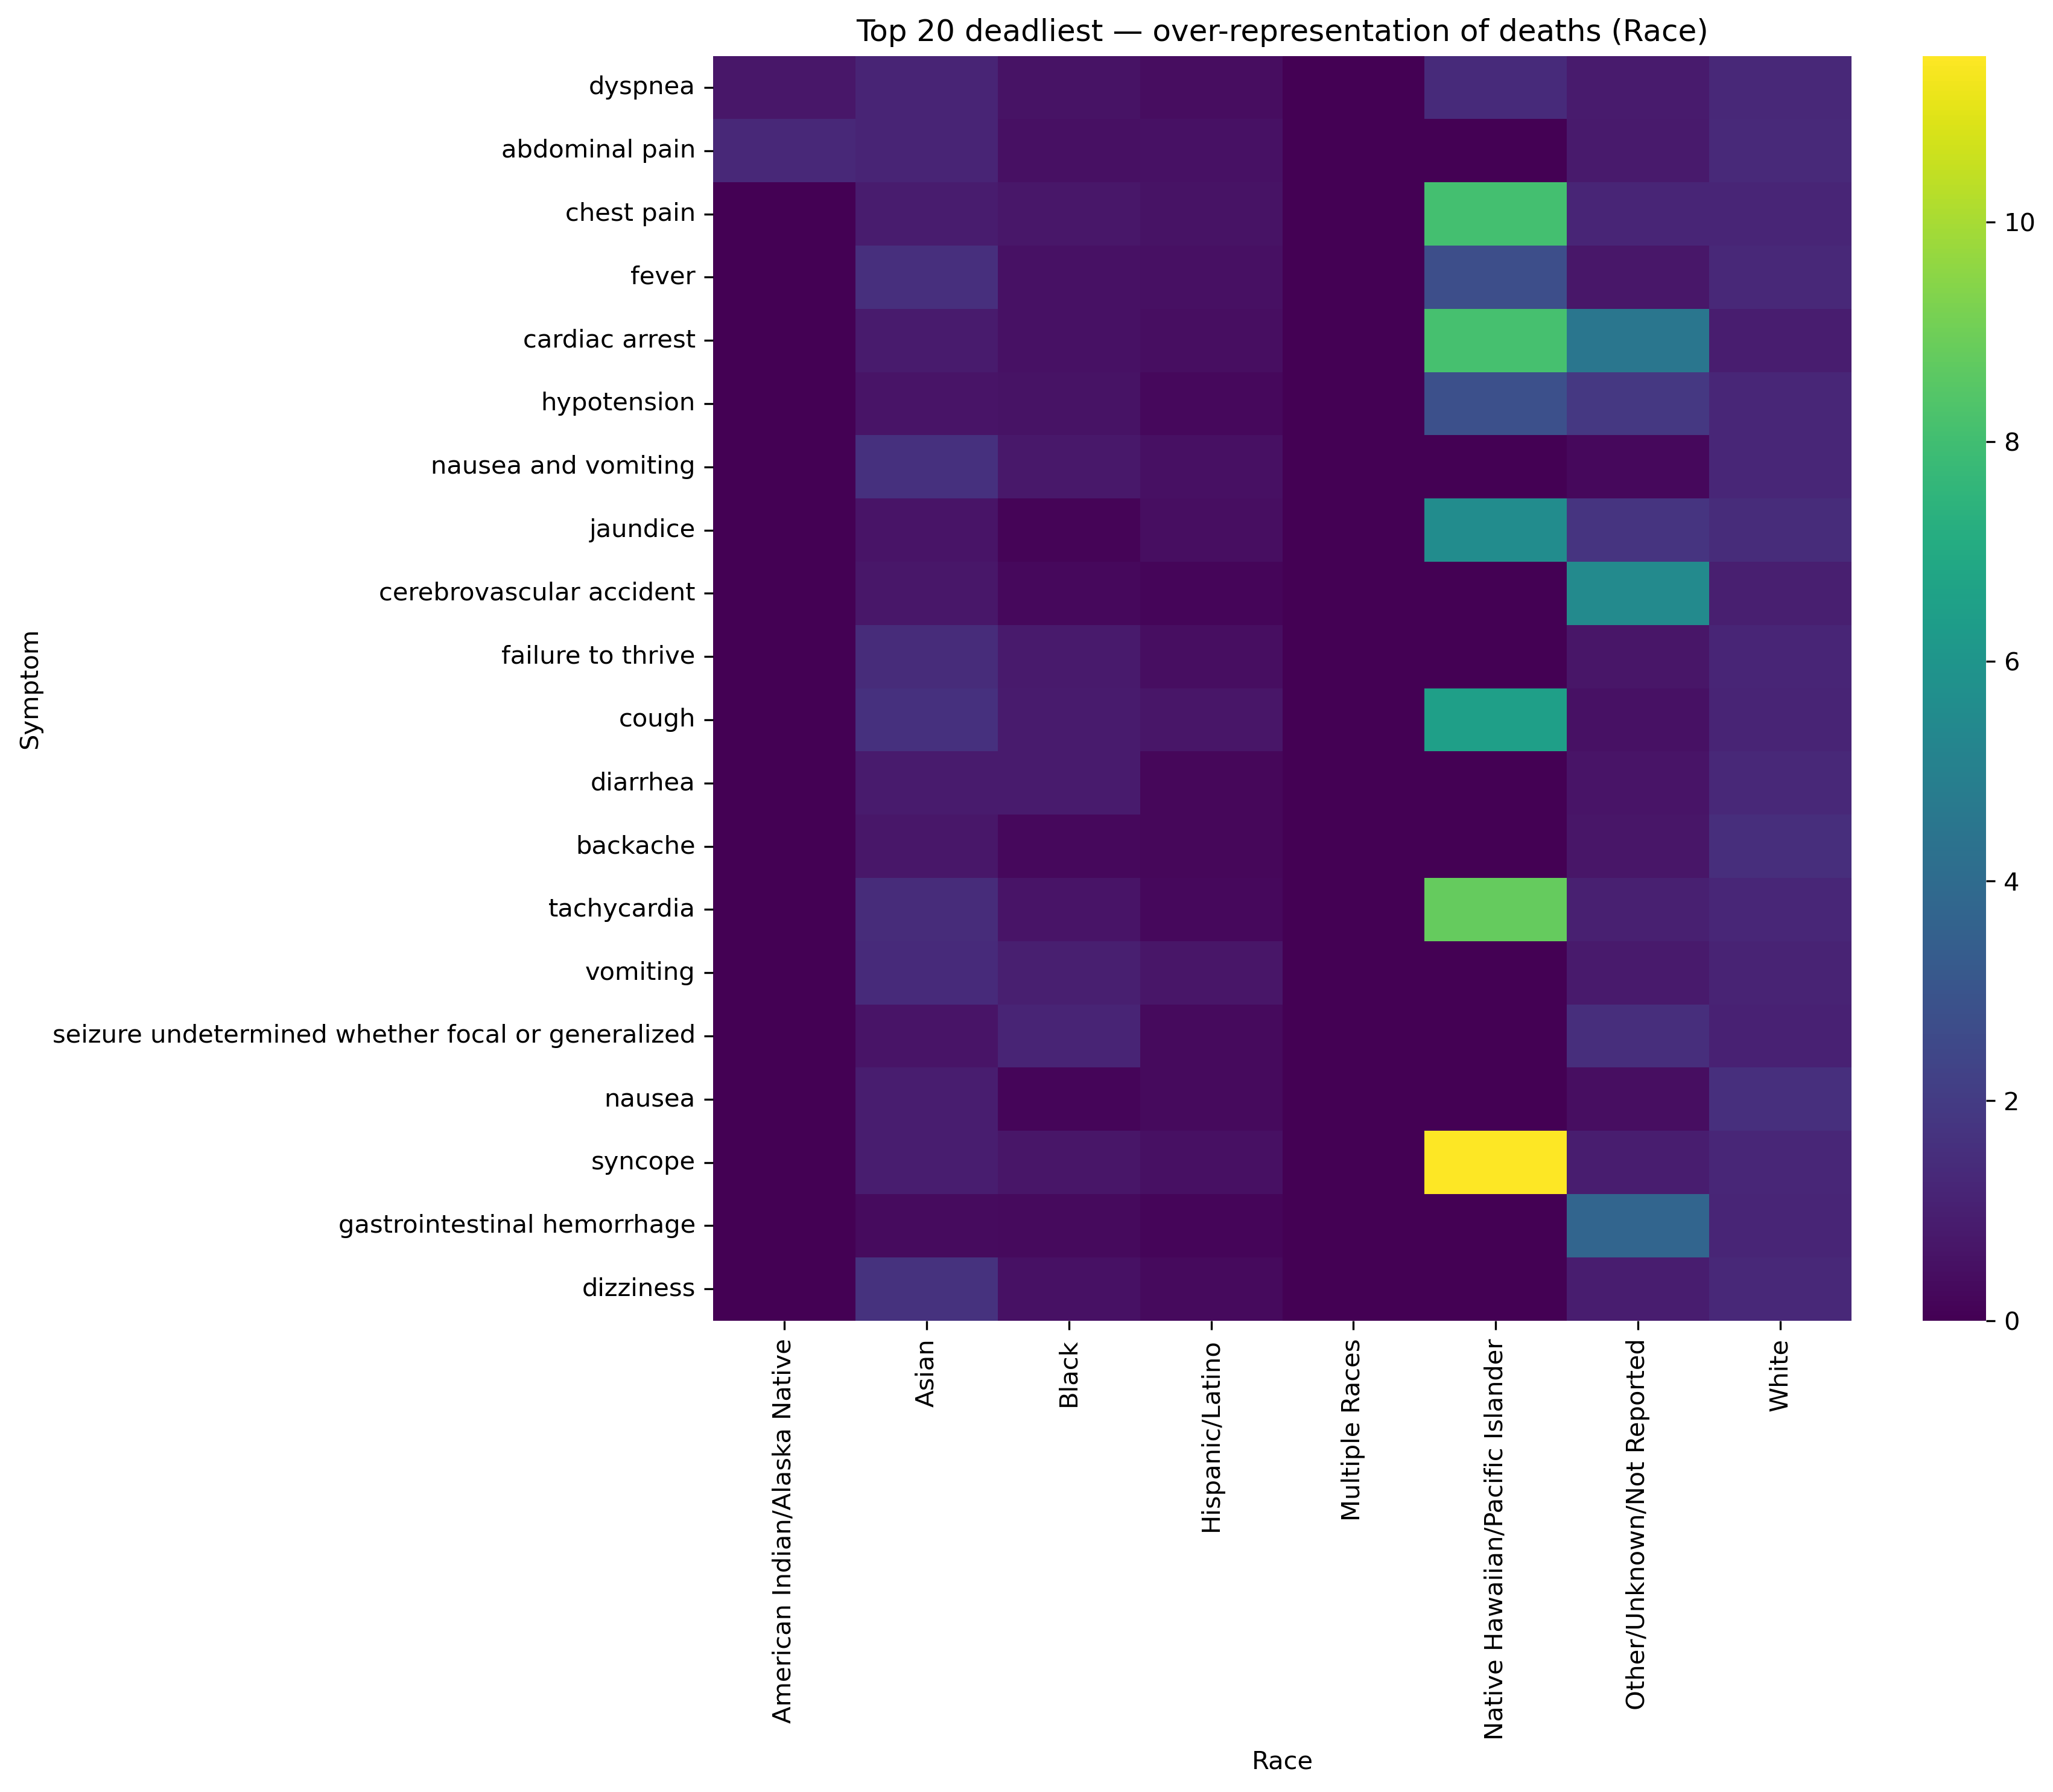 Top 20 deadliest — over-representation of deaths (Race)
Symptom
dyspnea
abdominal pain
chest pain
fever
cardiac arrest
hypotension
nausea and vomiting
jaundice
cerebrovascular accident
failure to thrive
cough
diarrhea
backache
tachycardia
vomiting
seizure undetermined whether focal or generalized
nausea
syncope
gastrointestinal hemorrhage
dizziness
American Indian/Alaska Native
Asian
Black
Hispanic/Latino
Multiple Races
Native Hawaiian/Pacific Islander
Other/Unknown/Not Reported
White
Race
10
8
6
4
2
0